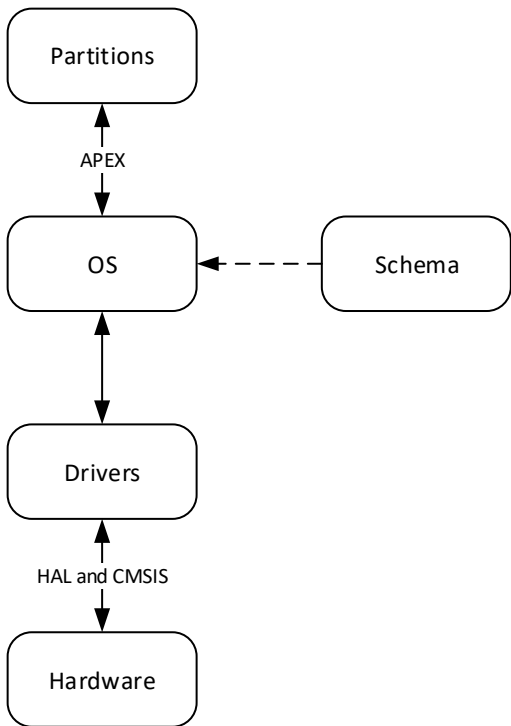 Partitions
APEX
OS
Schema
Drivers
HAL and CMSIS
Hardware